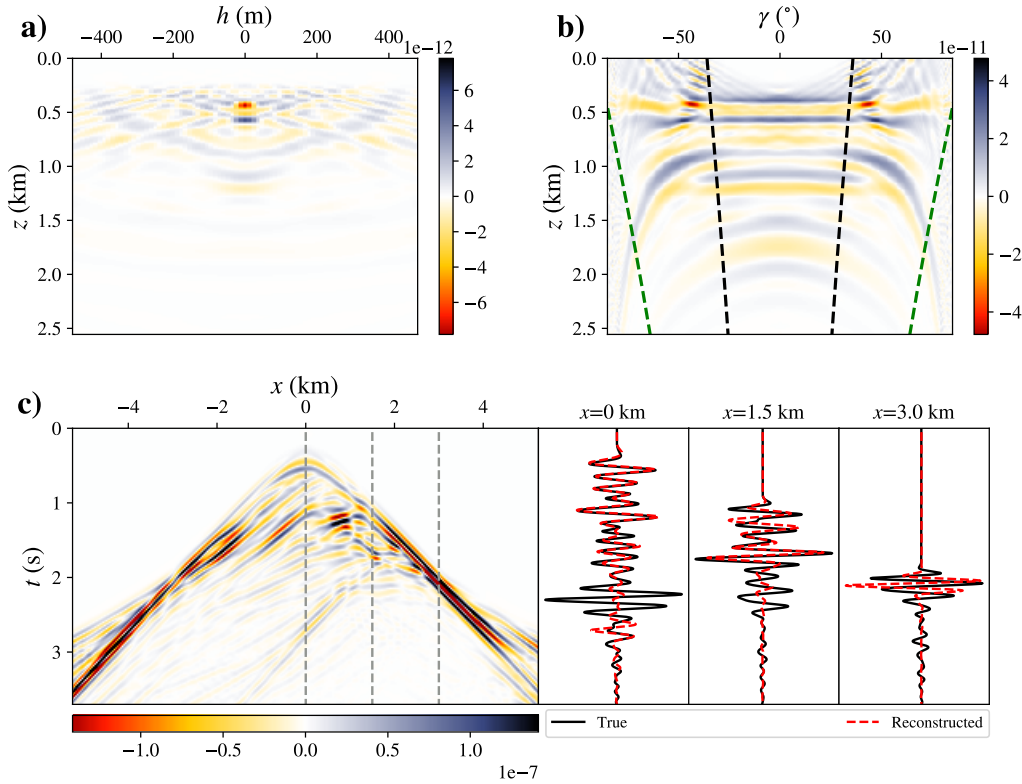 a)
h (m)
−400 −200 0 200 400
1e−12
0.0
0.5
1.0
1.5
2.0
2.5
z (km)
6
4
2
0
−2
−4
−6
b)
γ (°)
−50 0 50
1e−11
0.0
0.5
1.0
1.5
2.0
2.5
z (km)
4
2
0
−2
−4
c)
x (km)
−4 −2 0 2 4
0
1
2
3
t (s)
x=0 km
x=1.5 km
x=3.0 km
−1.0 −0.5 0.0 0.5 1.0
1e−7
True
Reconstructed